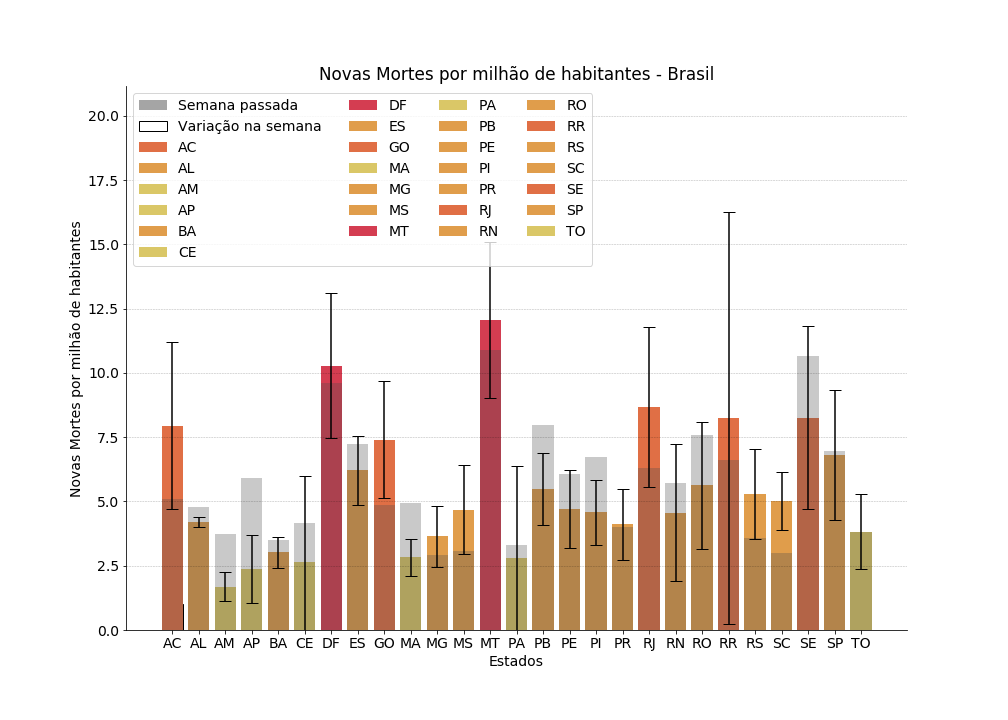 Novas Mortes por milhão de habitantes - Brasil
Semana passada
Variação na semana
AC
AL
AM
AP
BA
CE
DF
ES
GO
MA
MG
MS
MT
PA
PB
PE
PI
PR
RJ
RN
RO
RR
RS
SC
SE
SP
TO
Novas Mortes por milhão de habitantes
20.0
17.5
15.0
12.5
10.0
7.5
5.0
2.5
0.0
AC AL AM AP BA CE DF ES GO MA MG MS MT PA PB PE PI PR RJ RN RO RR RS SC SE SP TO
Estados